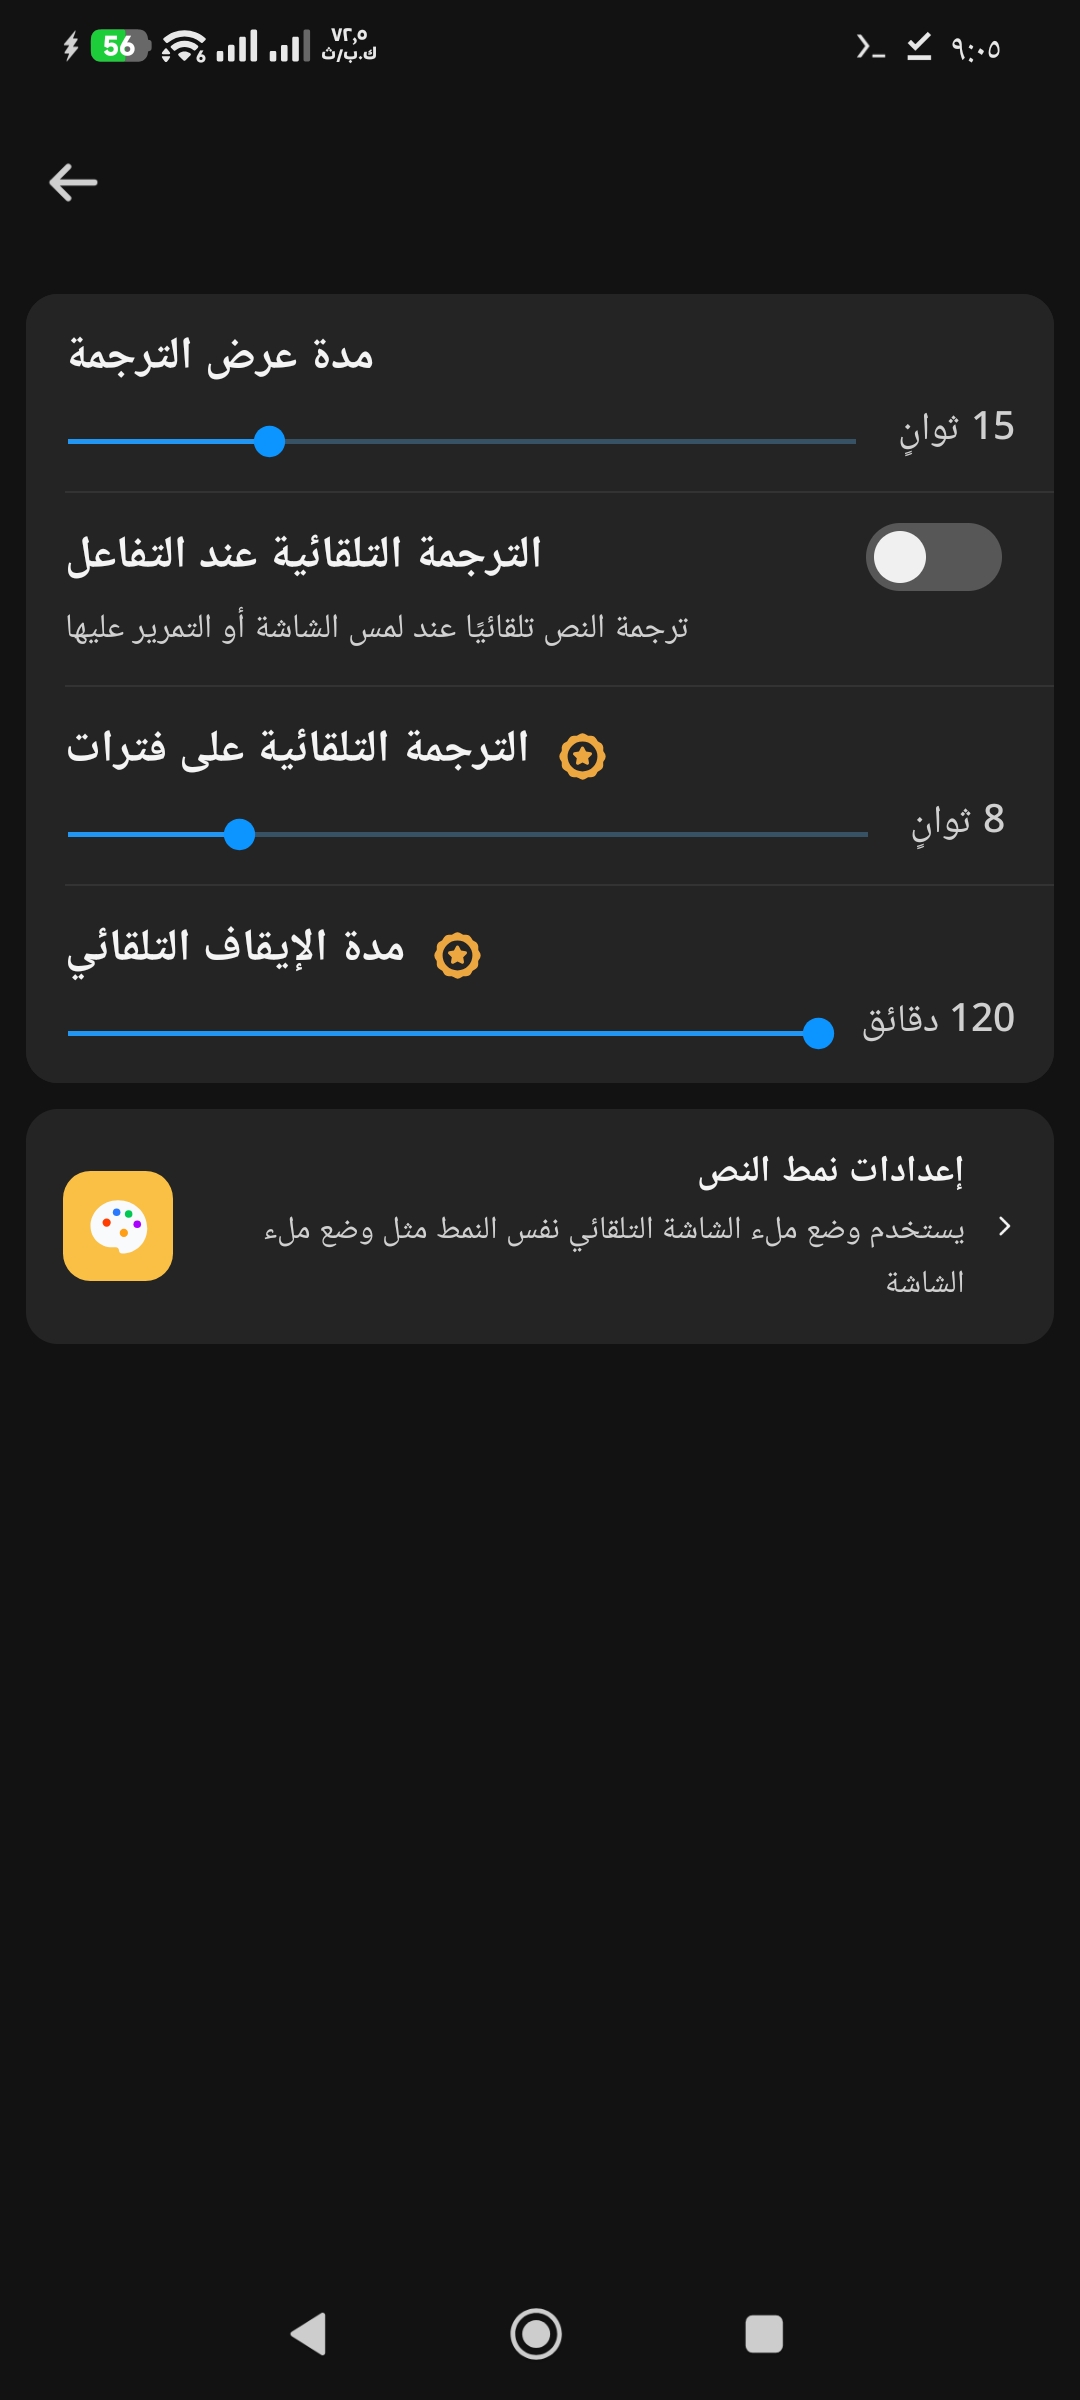 56
6
٧٢,٥
ك.ب/ث
٩:٠٥
مدة عرض الترجمة
15 ثوانٍ
الترجمة التلقائية عند التفاعل
ترجمة النص تلقائيًا عند لمس الشاشة أو التمرير عليها
الترجمة التلقائية على فترات
8 ثوانٍ
مدة الإيقاف التلقائي
120 دقائق
إعدادات نمط النص
يستخدم وضع ملء الشاشة التلقائي نفس النمط مثل وضع ملء
الشاشة